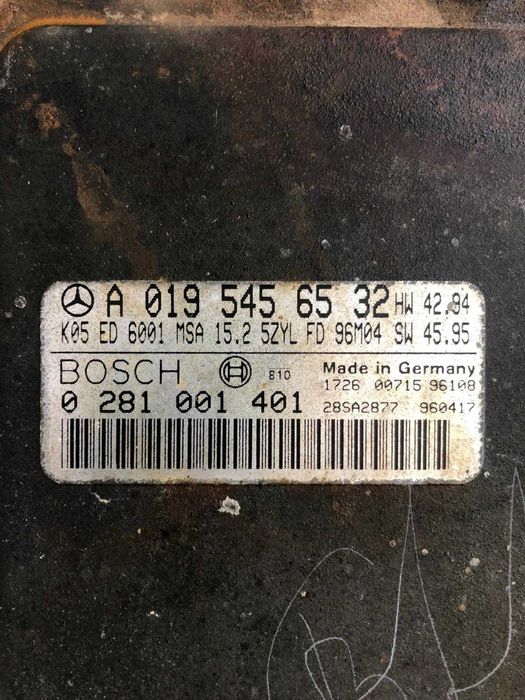 A 019 545 65 32 HW 42.94
K05 ED 6001 MSA 15.2 5ZYL FD 96M04 SW 45.95
BOSCH B10 Made in Germany
1726 00715 96108
0 281 001 401 28SA2877 960417